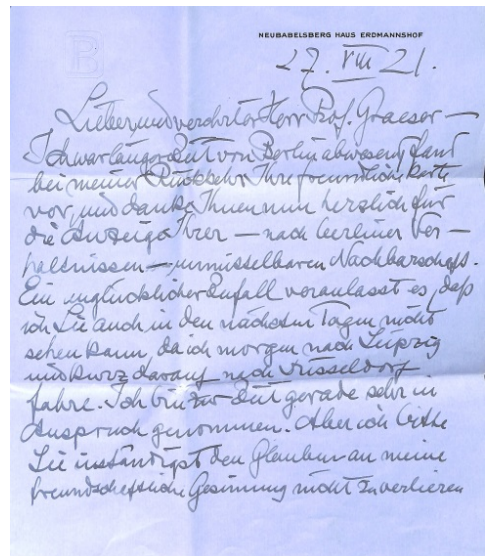 B
NEUBABELSBERG HAUS ERDMANNSHOF
27. VIII 21.
Lieber und verehrter Herr Prof. Graeser —
Ich war längere Zeit von Berlin abwesend, fand
bei meiner Rückkehr Ihre freundliche Karte
vor, und danke Ihnen nun herzlich für
die Anzeige Ihrer — nach Berliner Ver-
hältnissen — unmittelbaren Nachbarschaft.
Ein unglücklicher Zufall veranlasst es, daß
ich Sie auch in den nächsten Tagen nicht
sehen kann, da ich morgen nach Leipzig
und kurz darauf nach Düsseldorf
fahre. Ich bin zur Zeit gerade sehr in
Anspruch genommen. Aber ich bitte
Sie inständigst den Glauben an meine
freundschaftliche Gesinnung nicht zu verlieren